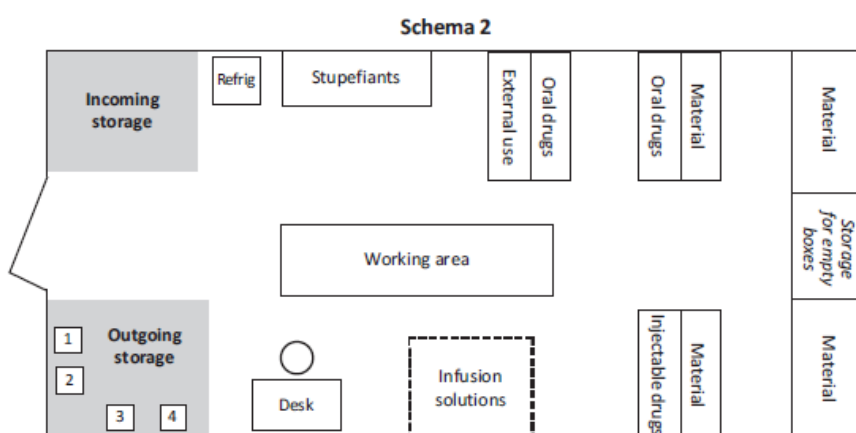 Schema 2
Incoming
storage
Refrig
Stupefiants
External use
Oral drugs
Oral drugs
Material
Material
Storage
for empty
boxes
Working area
Outgoing
storage
1
2
3
4
Desk
Infusion
solutions
Injectable drugs
Material
Material